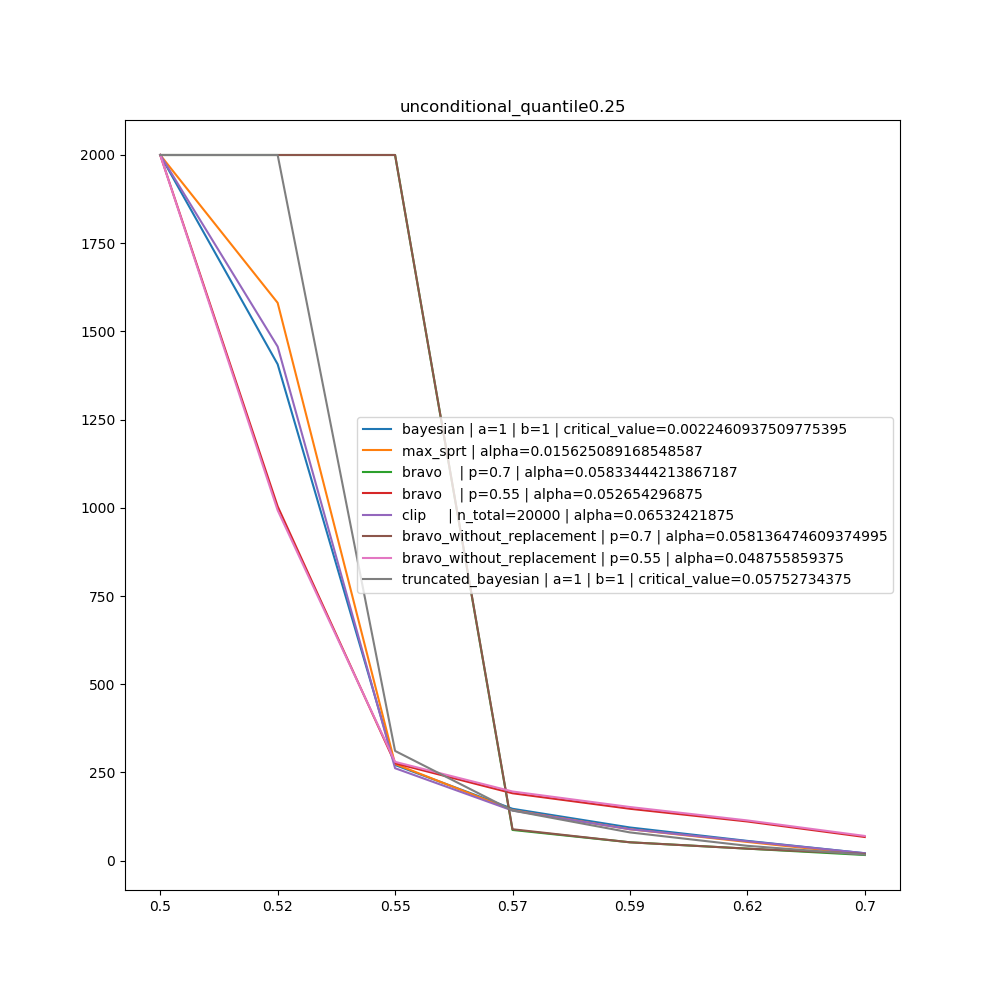 unconditional_quantile0.25
2000
1750
1500
1250
1000
750
500
250
0
bayesian | a=1 | b=1 | critical_value=0.0022460937509775395
max_sprt | alpha=0.015625089168548587
bravo | p=0.7 | alpha=0.05833444213867187
bravo | p=0.55 | alpha=0.052654296875
clip | n_total=20000 | alpha=0.06532421875
bravo_without_replacement | p=0.7 | alpha=0.058136474609374995
bravo_without_replacement | p=0.55 | alpha=0.048755859375
truncated_bayesian | a=1 | b=1 | critical_value=0.05752734375
0.5 0.52 0.55 0.57 0.59 0.62 0.7